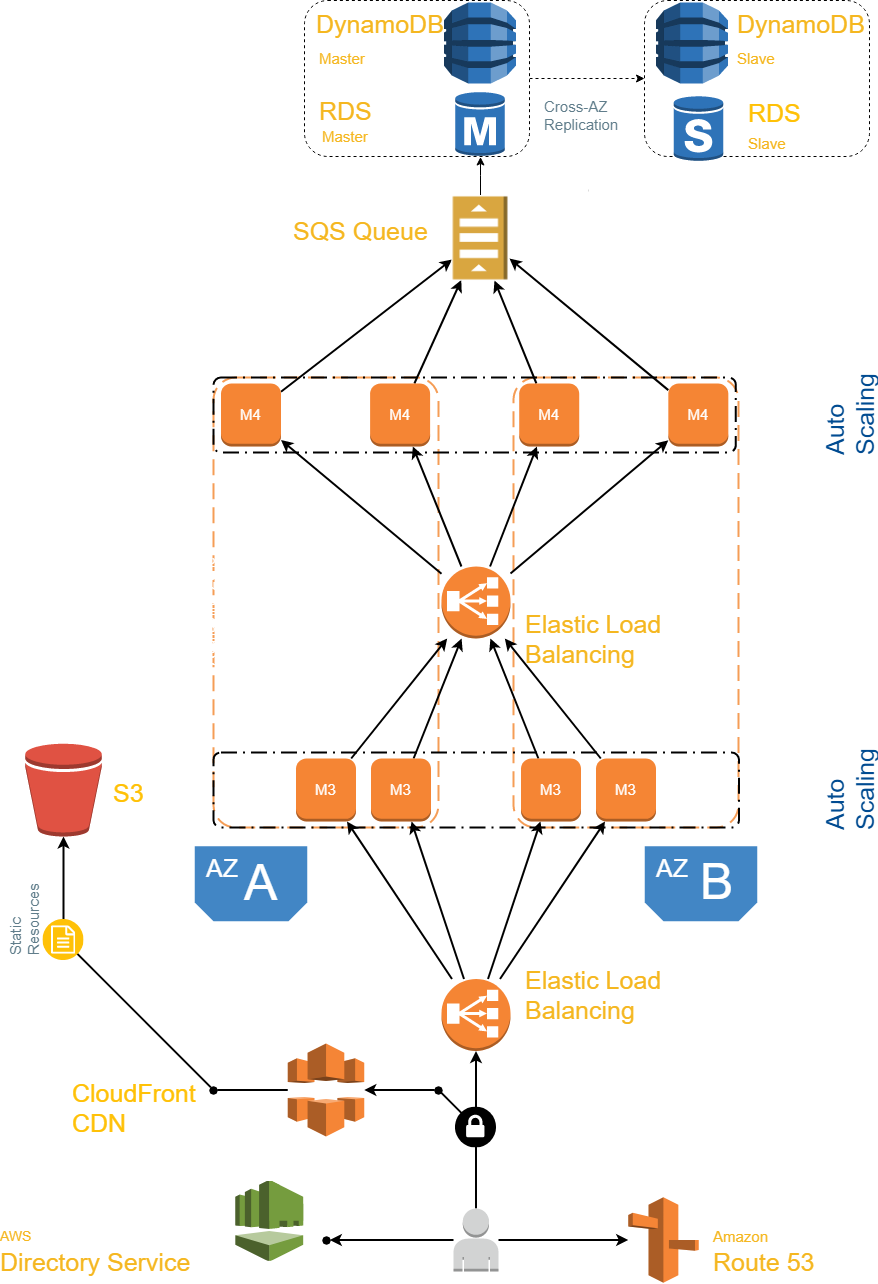 DynamoDB
Master
RDS
Master
M
Cross-AZ
Replication
DynamoDB
Slave
RDS
Slave
S
SQS Queue
M4
M4
M4
M4
Auto
Scaling
Elastic Load
Balancing
M3
M3
M3
M3
Auto
Scaling
S3
AZ A
AZ B
Static
Resources
Elastic Load
Balancing
CloudFront
CDN
AWS
Directory Service
Amazon
Route 53